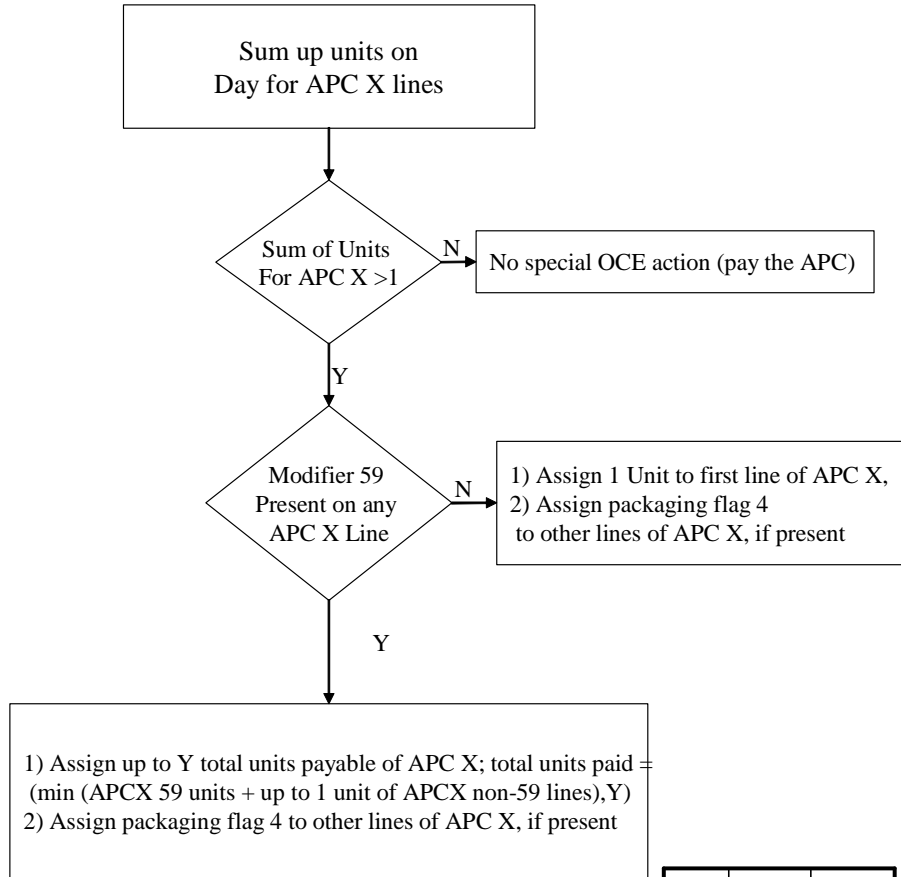 Sum up units on
Day for APC X lines
Sum of Units
For APC X >1
N
No special OCE action (pay the APC)
Y
Modifier 59
Present on any
APC X Line
N
1) Assign 1 Unit to first line of APC X,
2) Assign packaging flag 4
to other lines of APC X, if present
Y
1) Assign up to Y total units payable of APC X; total units paid =
(min (APCX 59 units + up to 1 unit of APCX non-59 lines),Y)
2) Assign packaging flag 4 to other lines of APC X, if present